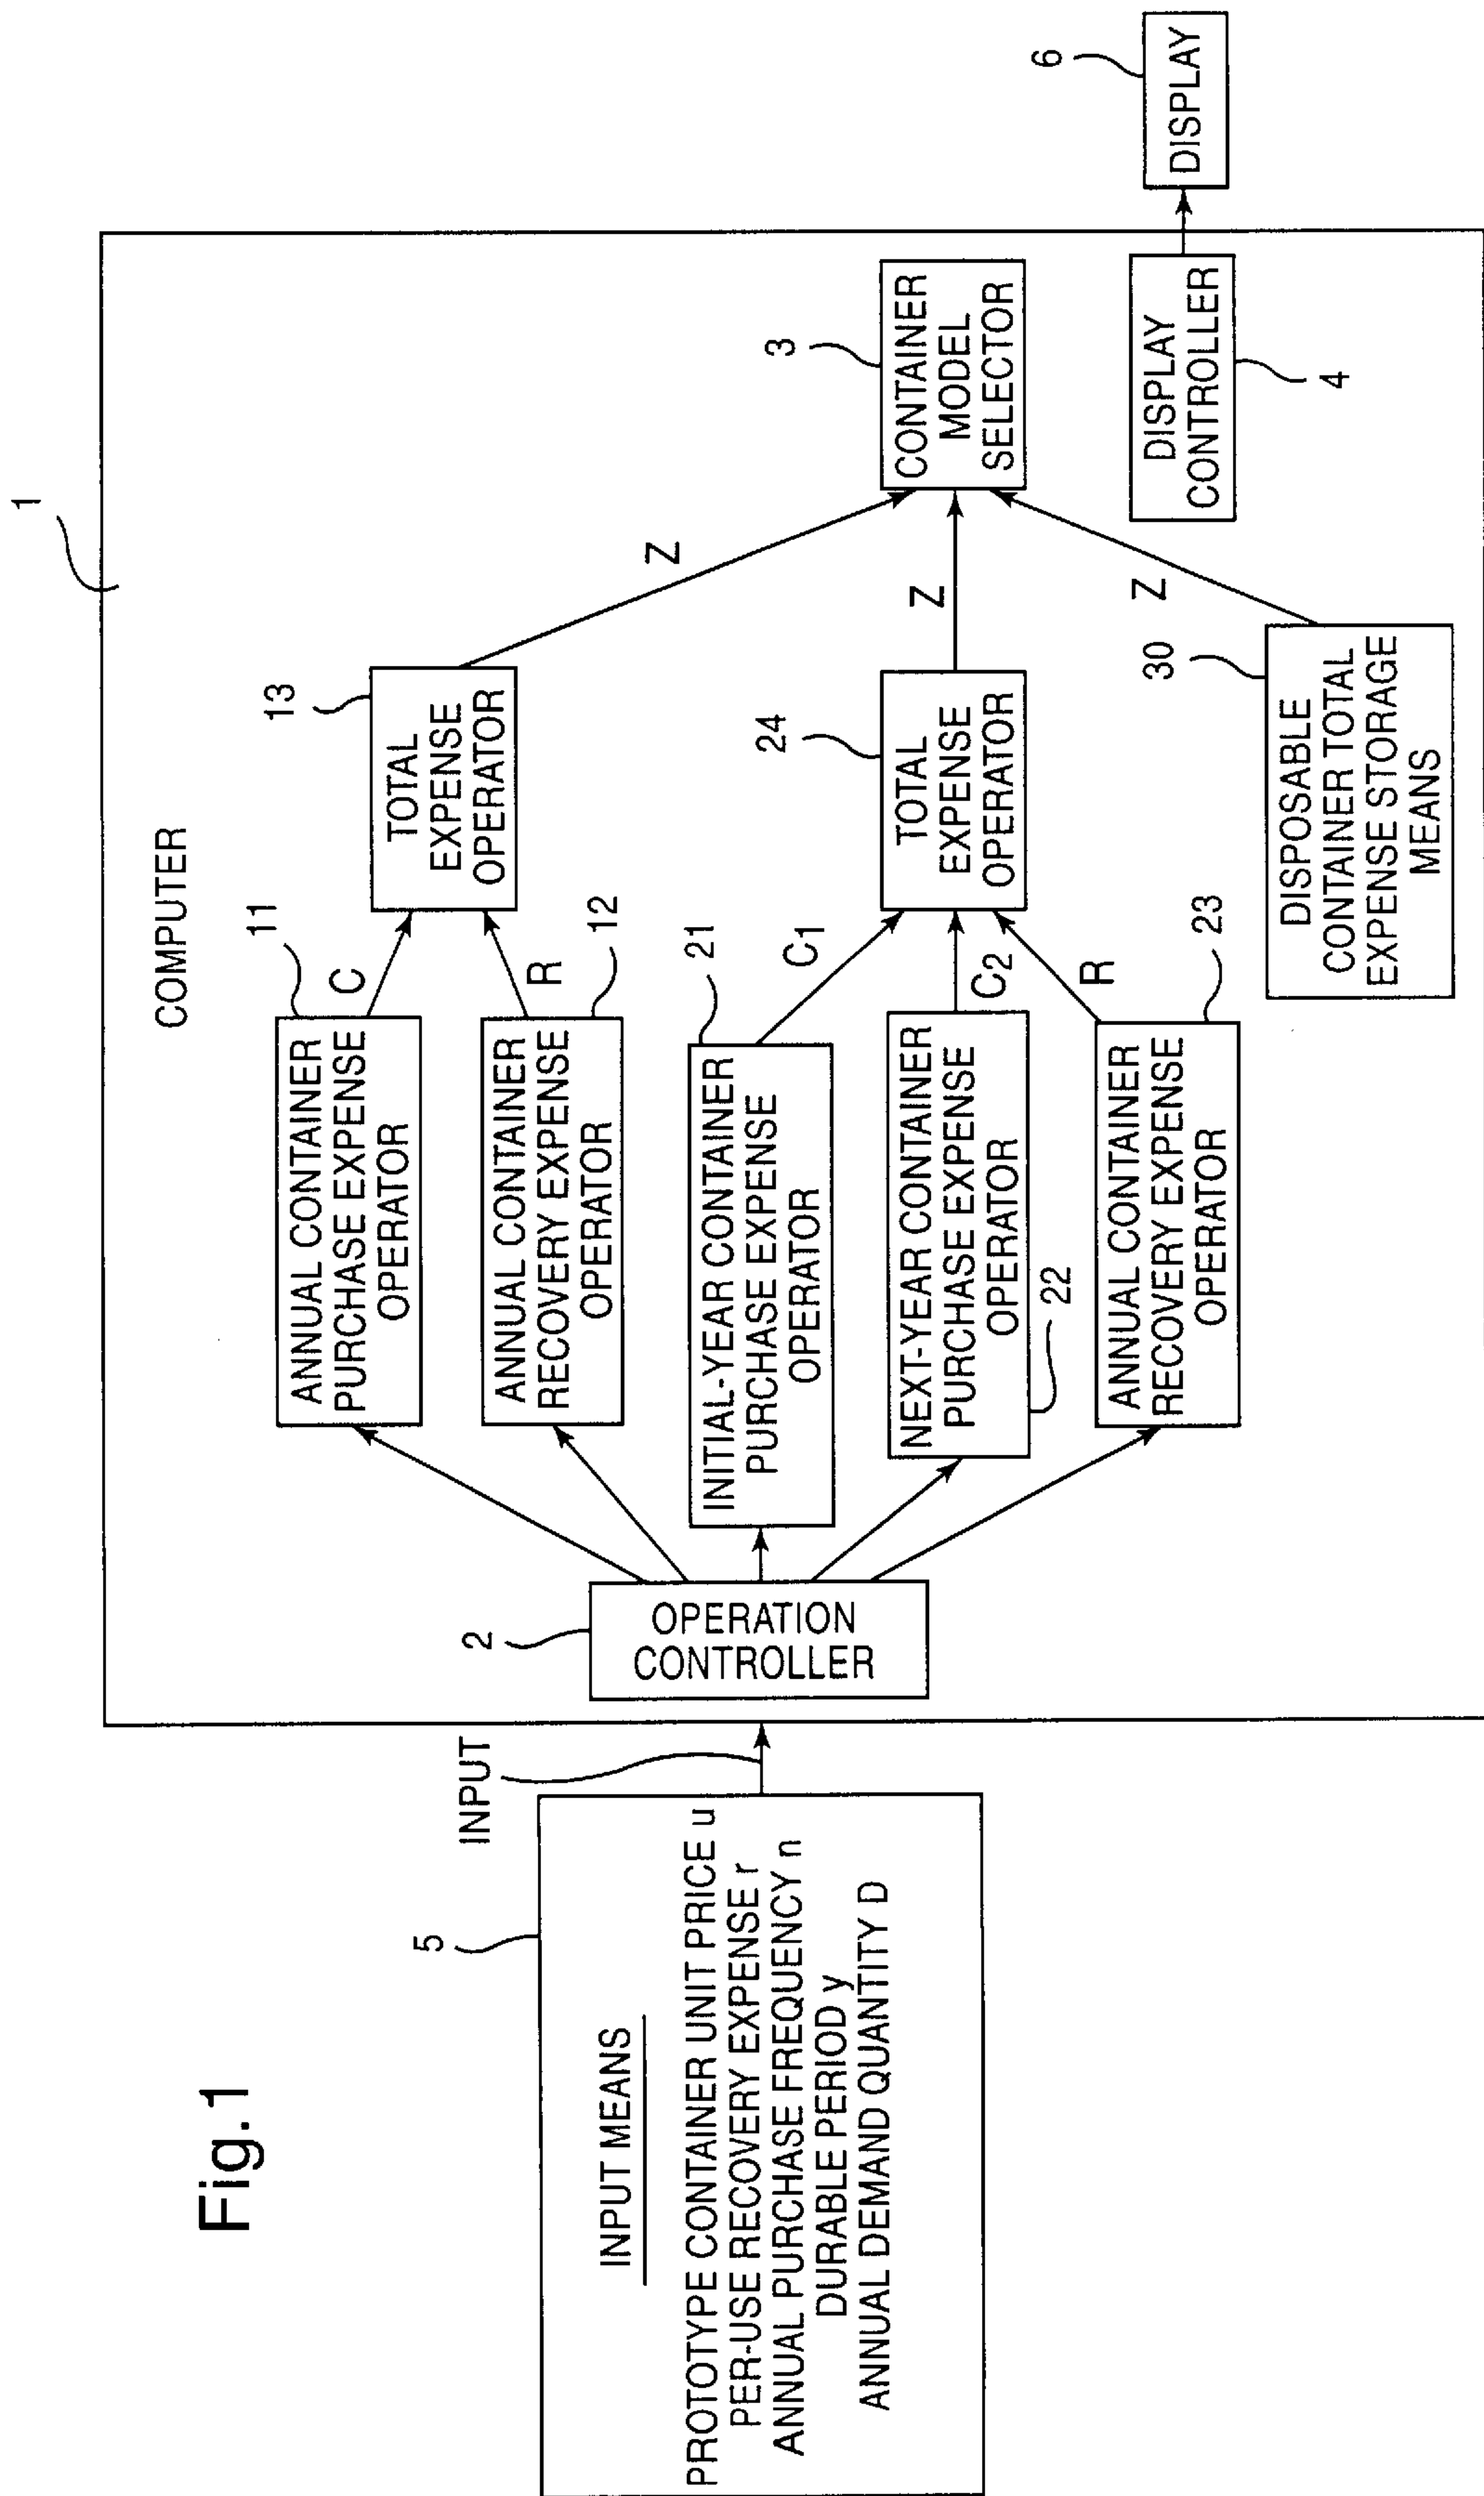 Fig.1
5
INPUT MEANS
PROTOTYPE CONTAINER UNIT PRICE u
PER-USE RECOVERY EXPENSE r
ANNUAL PURCHASE FREQUENCY n
DURABLE PERIOD y
ANNUAL DEMAND QUANTITY D
INPUT
1
COMPUTER
2
OPERATION
CONTROLLER
11
ANNUAL CONTAINER
PURCHASE EXPENSE
OPERATOR
C
12
ANNUAL CONTAINER
RECOVERY EXPENSE
OPERATOR
R
13
TOTAL
EXPENSE
OPERATOR
Z
21
INITIAL-YEAR CONTAINER
PURCHASE EXPENSE
OPERATOR
C1
22
NEXT-YEAR CONTAINER
PURCHASE EXPENSE
OPERATOR
C2
23
ANNUAL CONTAINER
RECOVERY EXPENSE
OPERATOR
R
24
TOTAL
EXPENSE
OPERATOR
Z
30
DISPOSABLE
CONTAINER TOTAL
EXPENSE STORAGE
MEANS
Z
3
CONTAINER
MODEL
SELECTOR
4
DISPLAY
CONTROLLER
6
DISPLAY